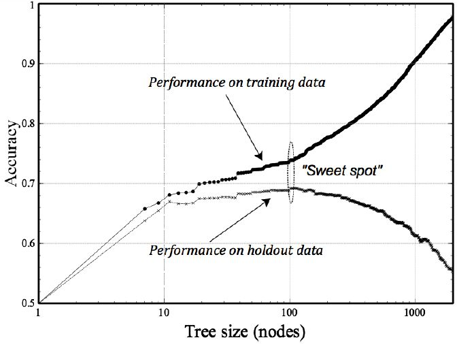 1
0.9
Performance on training data
0.8
Accuracy
"Sweet spot"
0.7
0.6
Performance on holdout data
0.5
1
10
100
1000
Tree size (nodes)